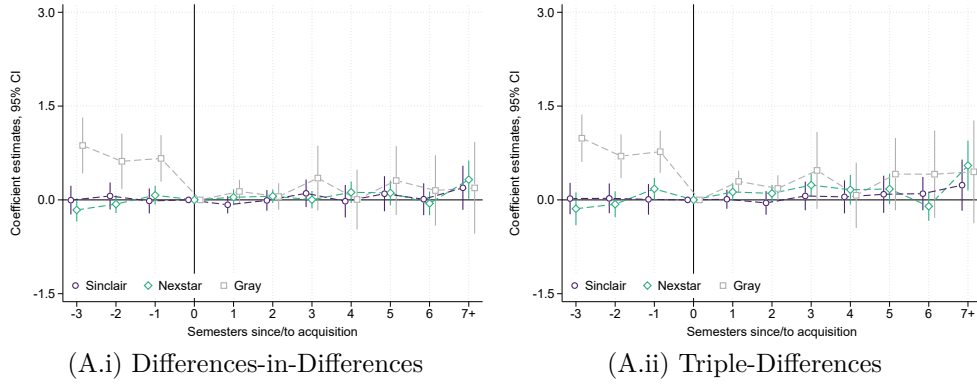 3.0
1.5
0.0
-1.5
Coefficient estimates, 95% CI
Sinclair Nexstar Gray
-3 -2 -1 0 1 2 3 4 5 6 7+
Semesters since/to acquisition
(A.i) Differences-in-Differences
3.0
1.5
0.0
-1.5
Coefficient estimates, 95% CI
Sinclair Nexstar Gray
-3 -2 -1 0 1 2 3 4 5 6 7+
Semesters since/to acquisition
(A.ii) Triple-Differences